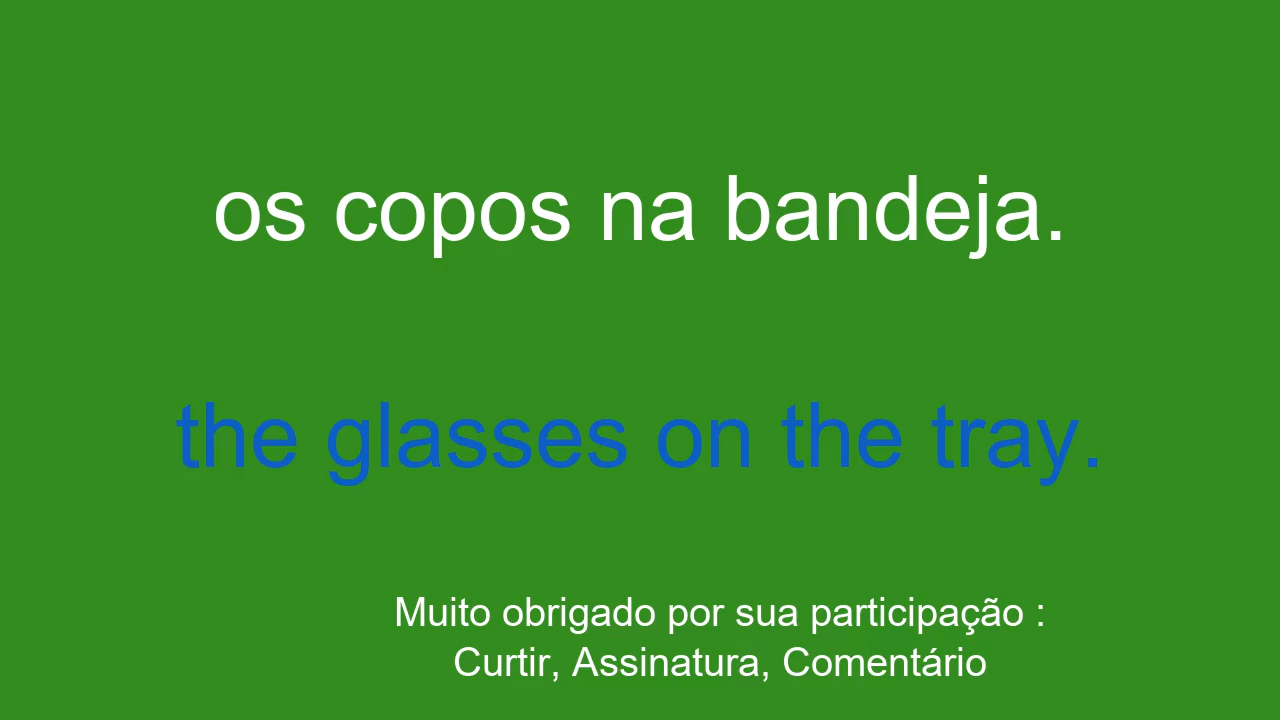 os copos na bandeja.
the glasses on the tray.
Muito obrigado por sua participação :
Curtir, Assinatura, Comentário